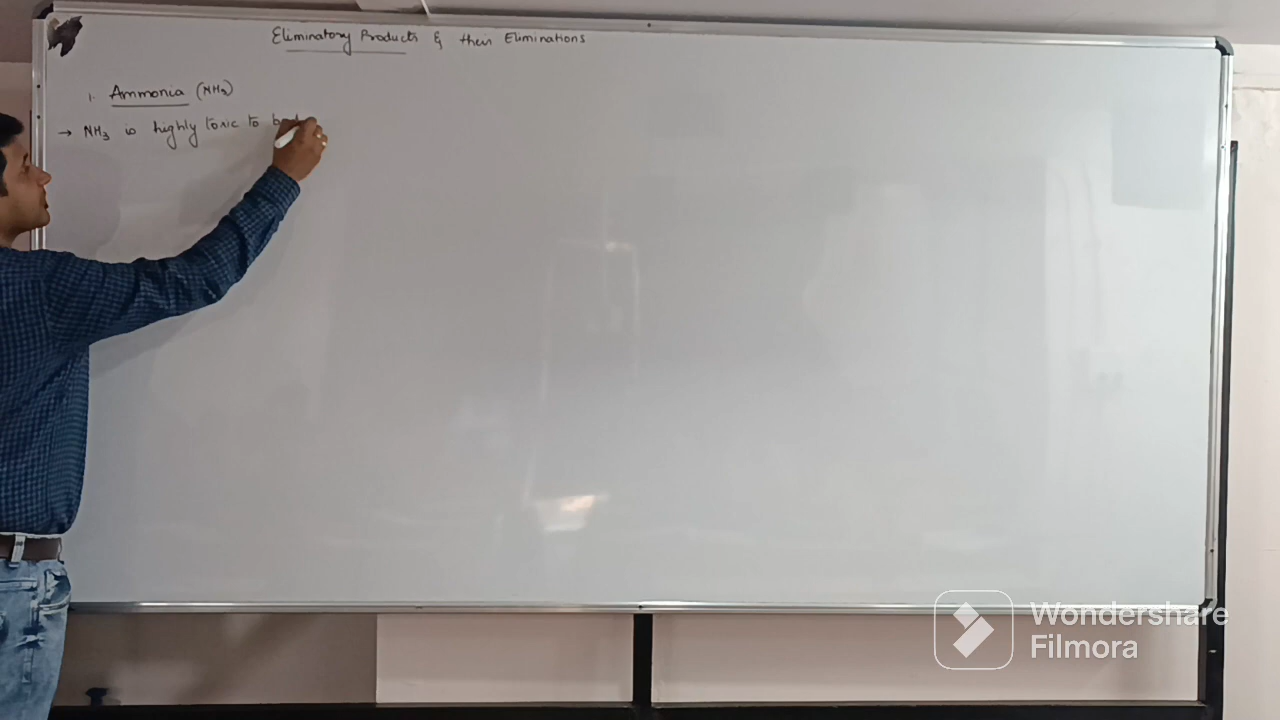 Eliminatory Products & their Eliminations
1. Ammonia (NH3)
→ NH3 is highly toxic to
Wondershare
Filmora